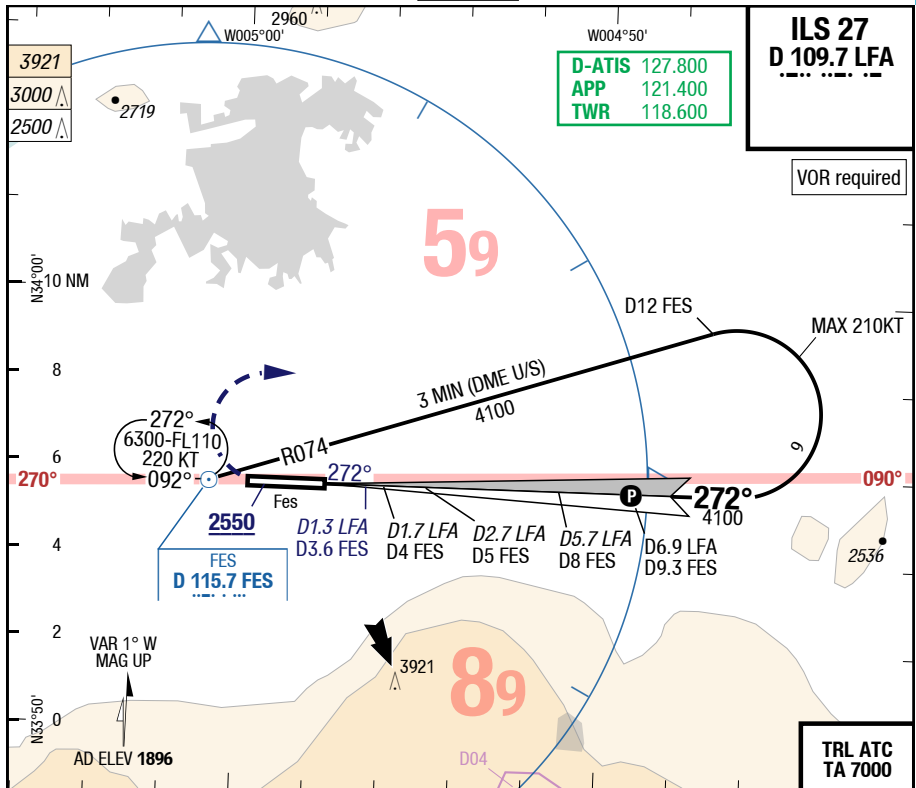 2960
W005°00'
W004°50'
ILS 27
D 109.7 LFA
3921
3000
2500
2719
D-ATIS 127.800
APP 121.400
TWR 118.600
VOR required
59
N34°00'
10 NM
D12 FES
MAX 210KT
8
3 MIN (DME U/S)
4100
272°
6300-FL110
220 KT
092°
6
R074
9
270°
272°
090°
P
272°
4100
Fes
2550
D1.3 LFA
D3.6 FES
D1.7 LFA
D4 FES
D2.7 LFA
D5 FES
D5.7 LFA
D8 FES
D6.9 LFA
D9.3 FES
2536
4
FES
D 115.7 FES
2
VAR 1° W
MAG UP
3921
89
N33°50'
0
AD ELEV 1896
D04
TRL ATC
TA 7000